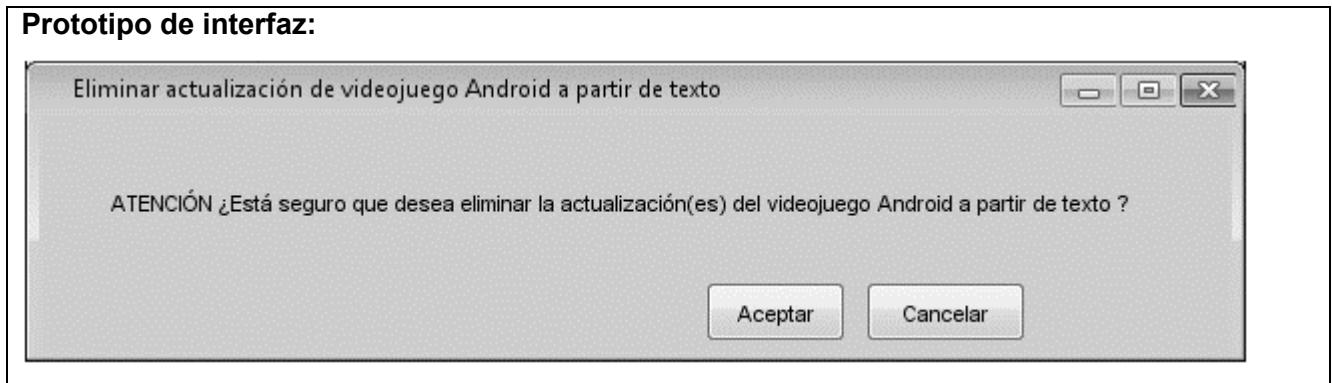 Prototipo de interfaz:
Eliminar actualización de videojuego Android a partir de texto
ATENCIÓN ¿Está seguro que desea eliminar la actualización(es) del videojuego Android a partir de texto ?
Aceptar Cancelar